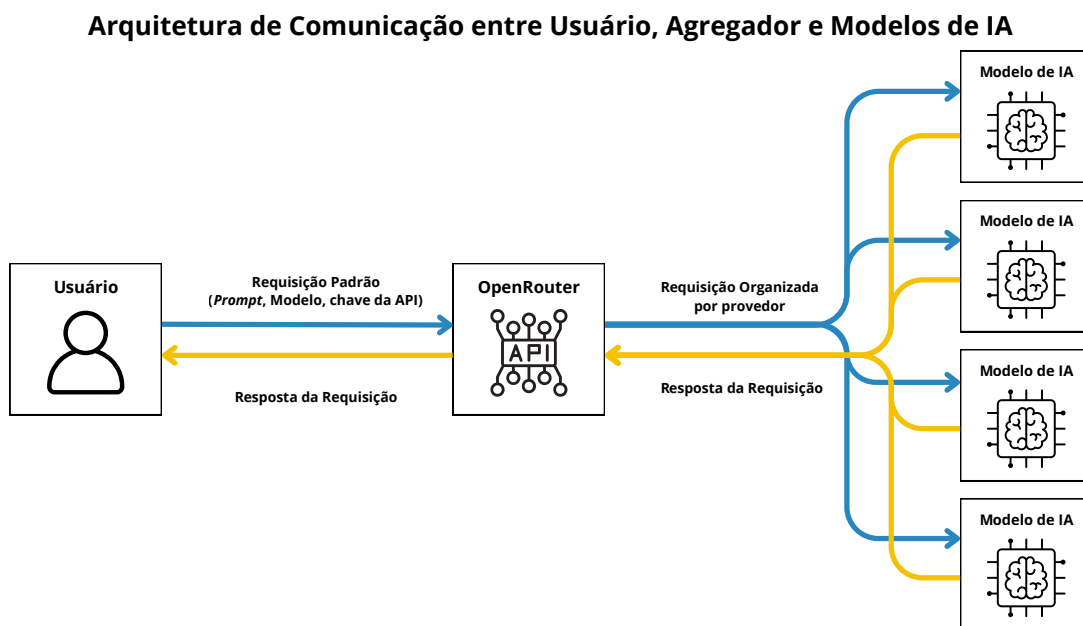 Arquitetura de Comunicação entre Usuário, Agregador e Modelos de IA
Usuário
Requisição Padrão
(Prompt, Modelo, chave da API)
Resposta da Requisição
OpenRouter
API
Requisição Organizada
por provedor
Resposta da Requisição
Modelo de IA
Modelo de IA
Modelo de IA
Modelo de IA